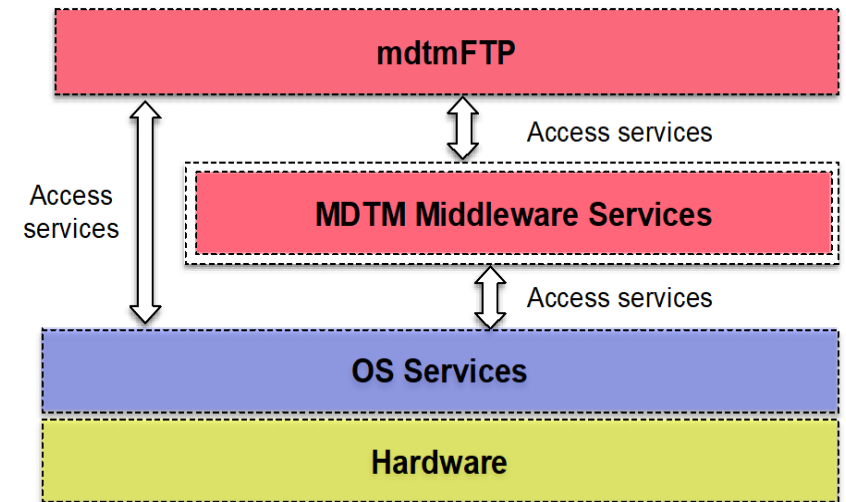 mdtmFTP
Access services
Access
services
MDTM Middleware Services
Access services
OS Services
Hardware